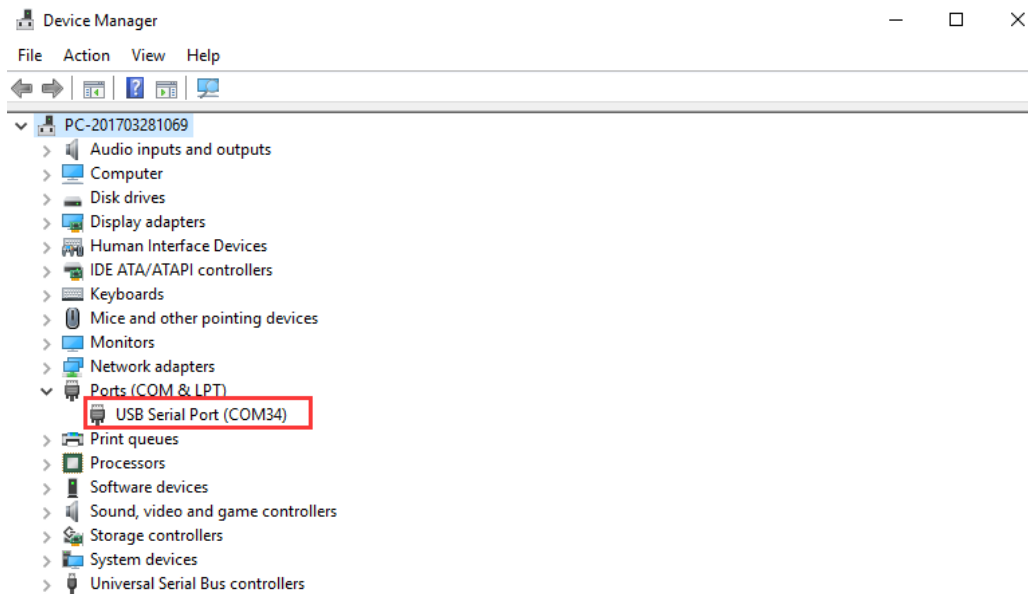 Device Manager
File Action View Help
PC-201703281069
Audio inputs and outputs
Computer
Disk drives
Display adapters
Human Interface Devices
IDE ATA/ATAPI controllers
Keyboards
Mice and other pointing devices
Monitors
Network adapters
Ports (COM & LPT)
USB Serial Port (COM34)
Print queues
Processors
Software devices
Sound, video and game controllers
Storage controllers
System devices
Universal Serial Bus controllers